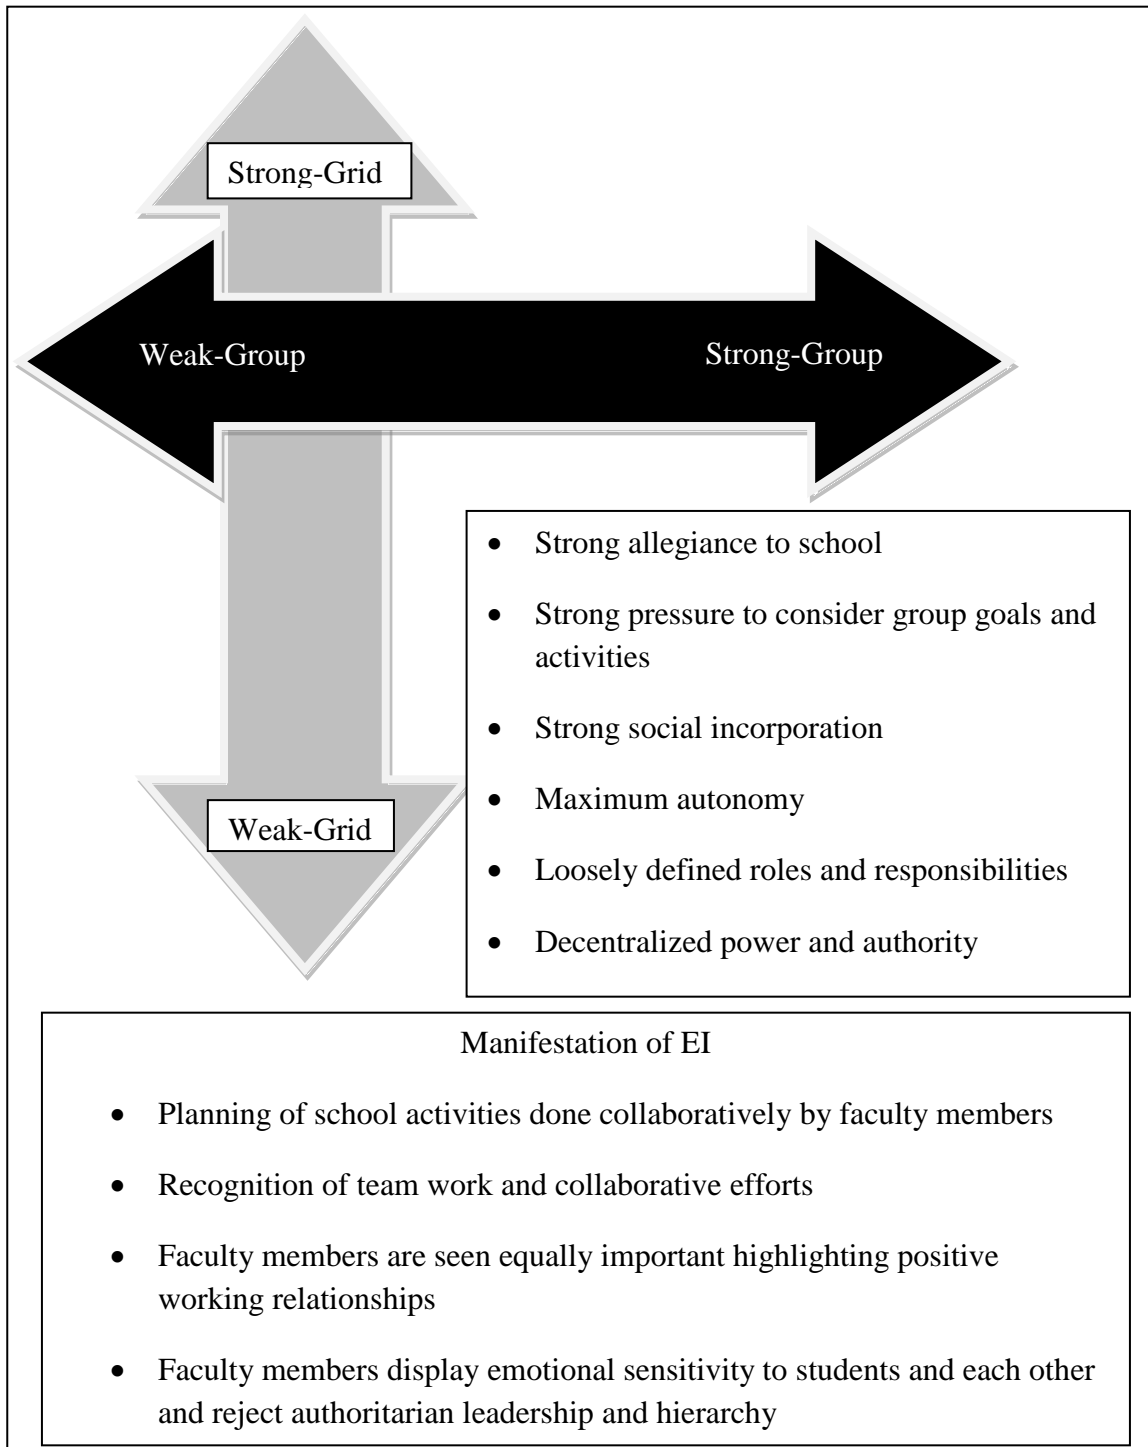 Strong-Grid
Weak-Group
Strong-Group
• Strong allegiance to school
• Strong pressure to consider group goals and
activities
• Strong social incorporation
• Maximum autonomy
• Loosely defined roles and responsibilities
• Decentralized power and authority
Weak-Grid
Manifestation of EI
• Planning of school activities done collaboratively by faculty members
• Recognition of team work and collaborative efforts
• Faculty members are seen equally important highlighting positive
working relationships
• Faculty members display emotional sensitivity to students and each other
and reject authoritarian leadership and hierarchy